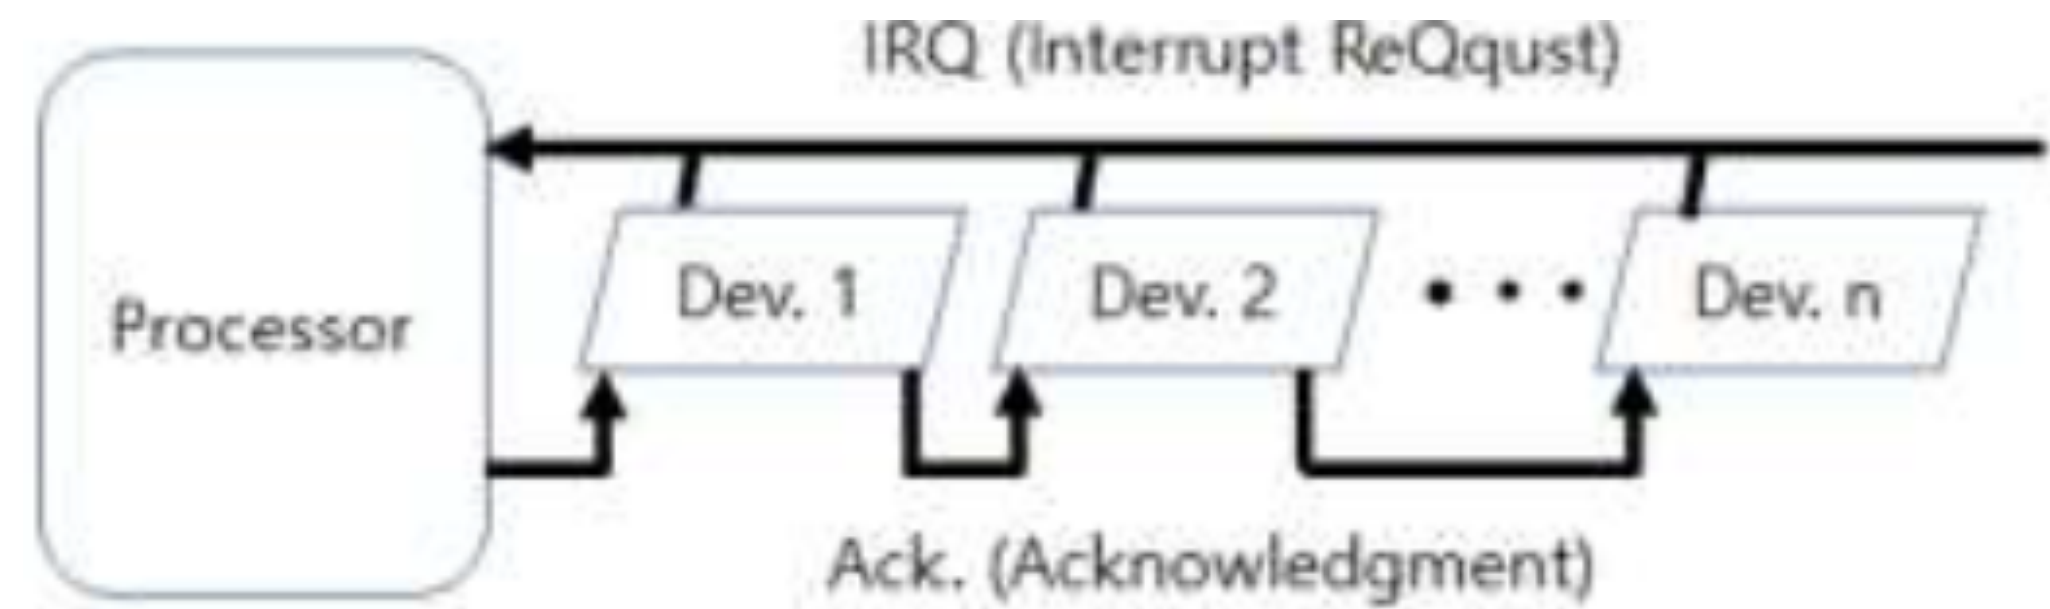 IRQ (Interrupt ReQqust)
Processor
Dev. 1
Dev. 2
Dev. n
Ack. (Acknowledgment)